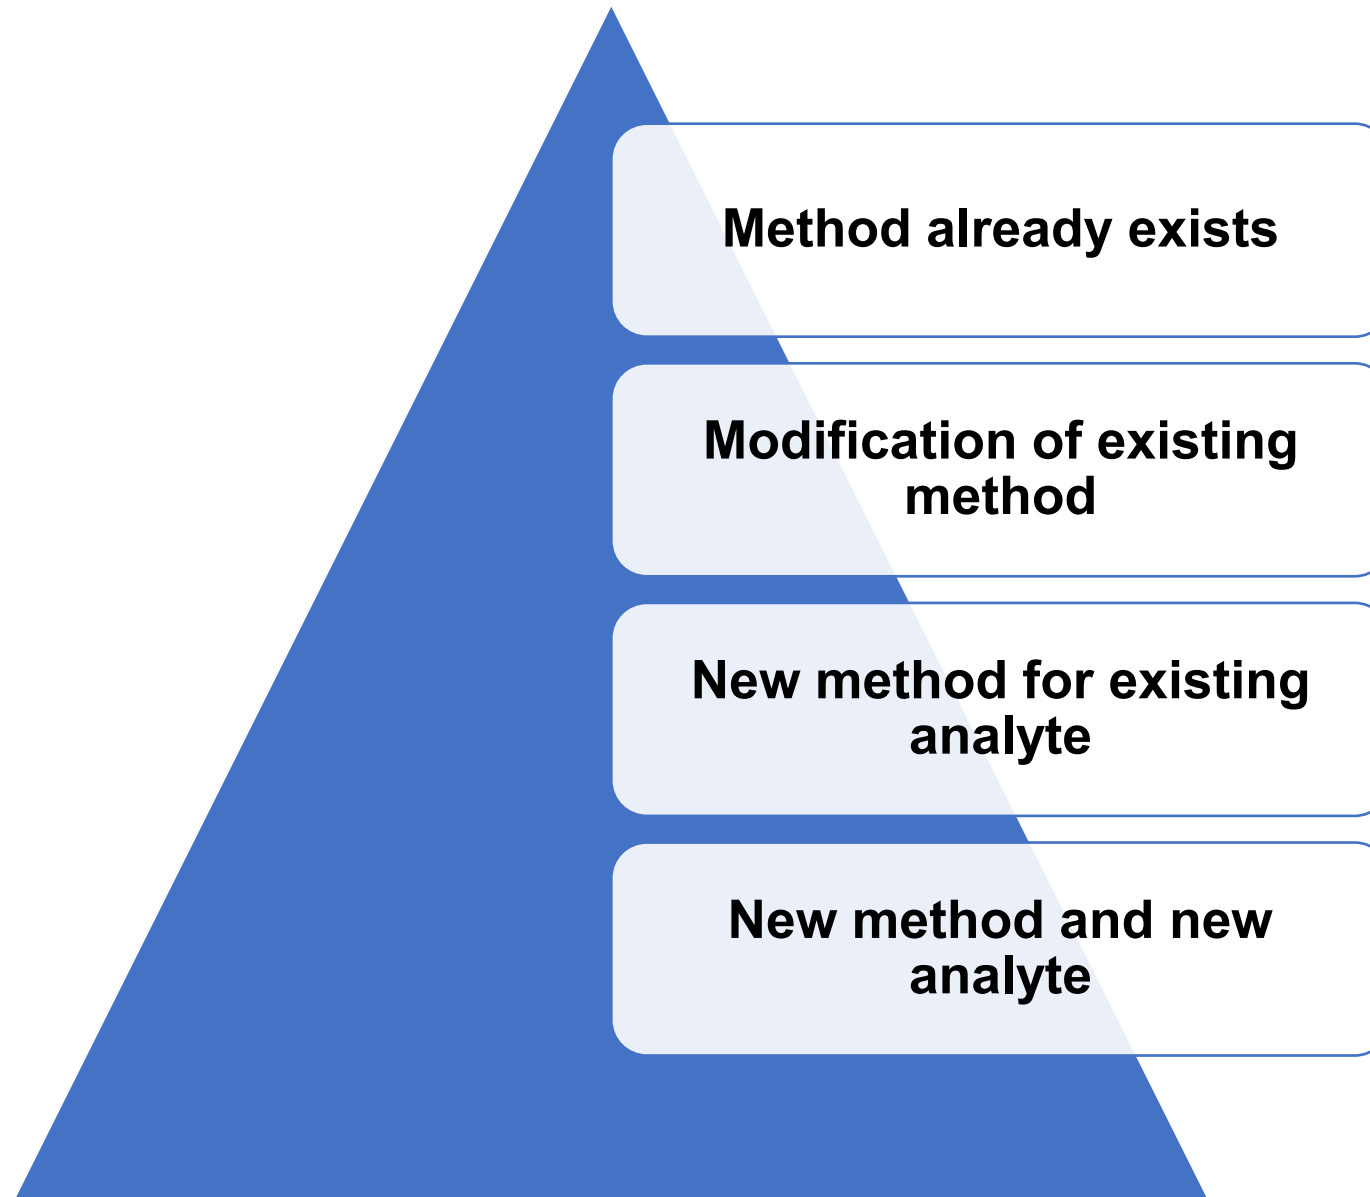 Method already exists
Modification of existing
method
New method for existing
analyte
New method and new
analyte